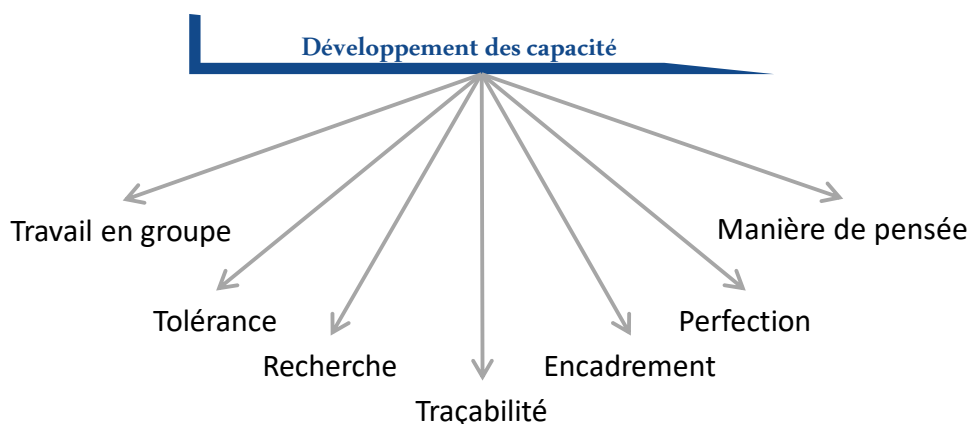 Développement des capacité
Travail en groupe
Manière de pensée
Tolérance
Perfection
Recherche
Encadrement
Traçabilité